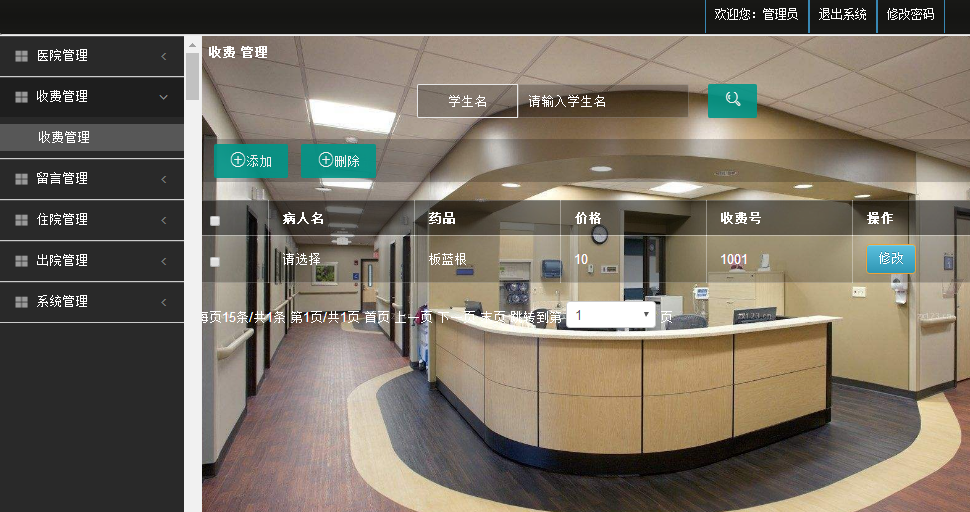 欢迎您：管理员 退出系统 修改密码
医院管理
收费管理
收费管理
留言管理
住院管理
出院管理
系统管理
收费 管理
学生名 请输入学生名
添加 删除
病人名 药品 价格 收费号 操作
请选择 板蓝根 10 1001 修改
每页15条/共1条 第1页/共1页 首页 上一页 下一页 末页 跳转到第 1 页